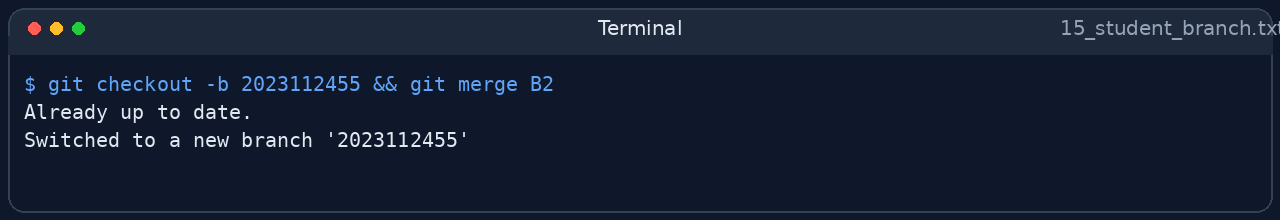 Terminal
15_student_branch.txt
$ git checkout -b 2023112455 && git merge B2
Already up to date.
Switched to a new branch '2023112455'